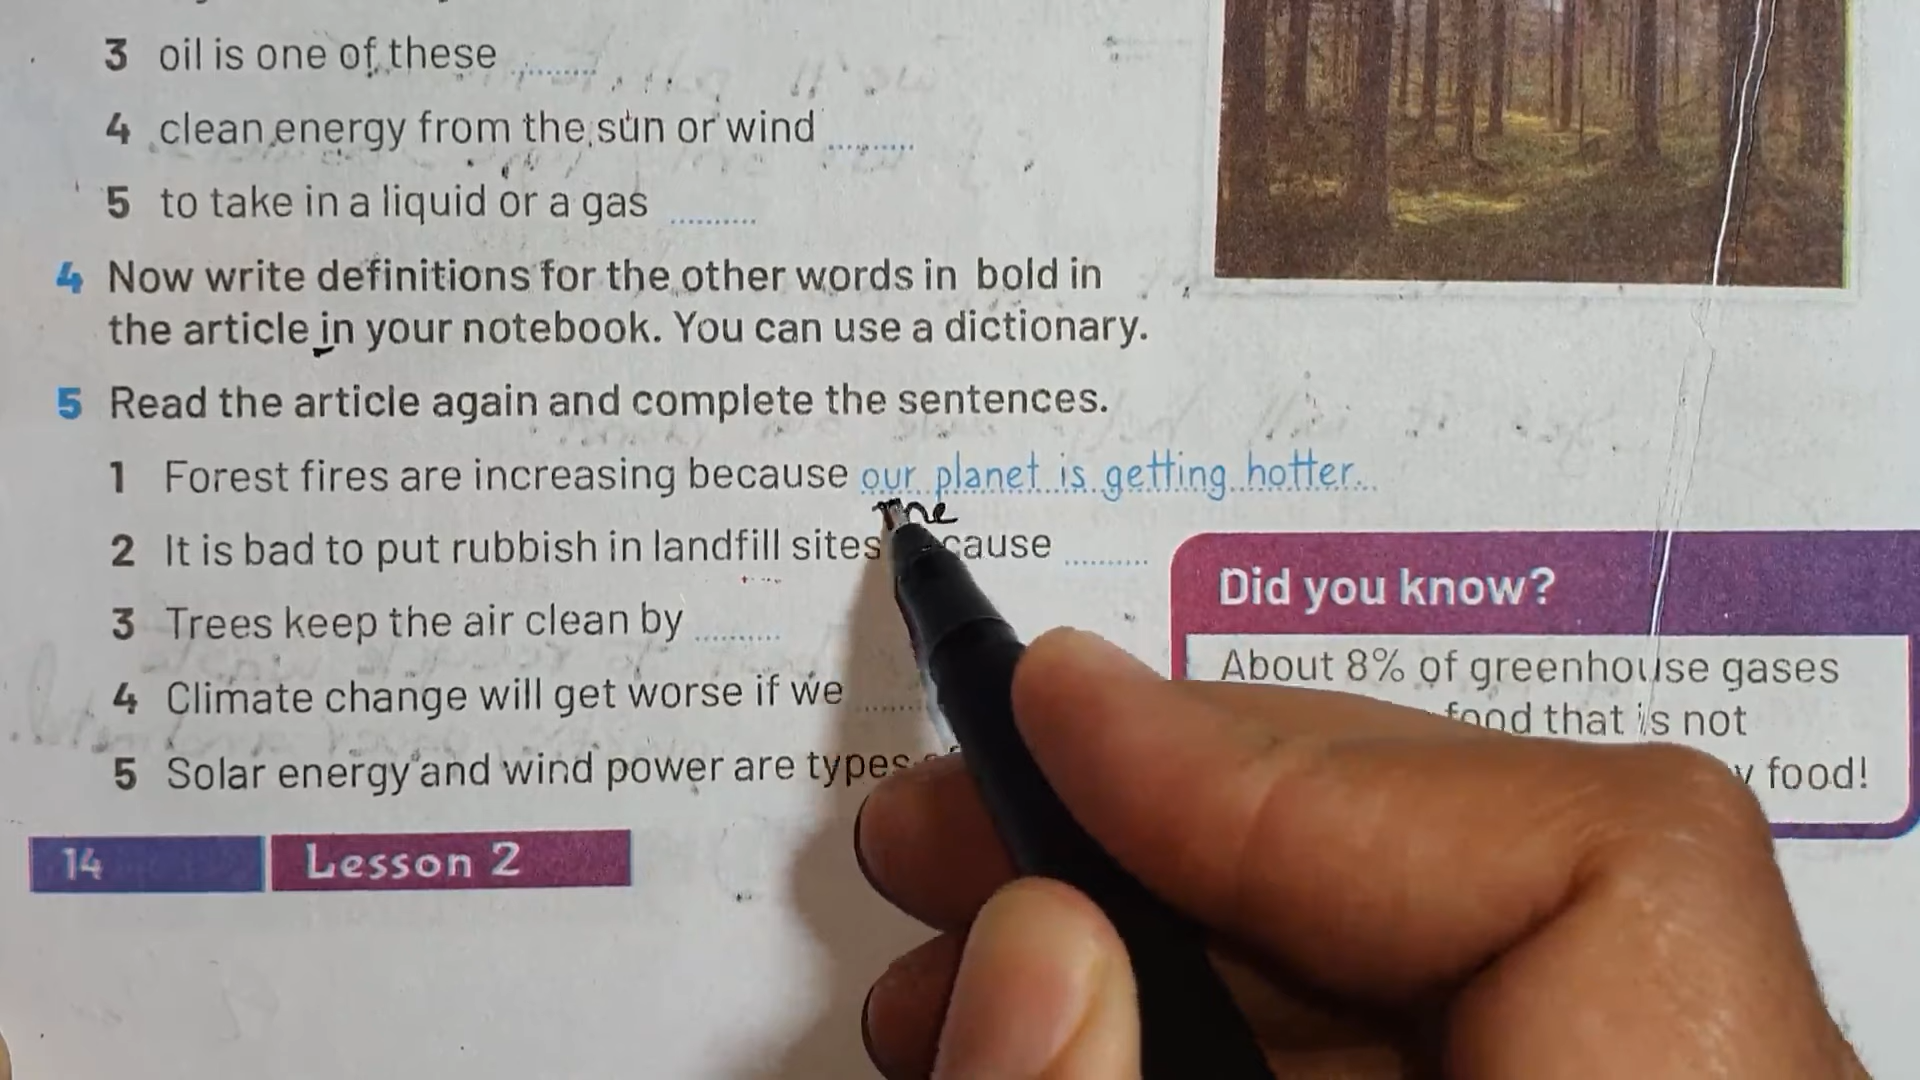 3 oil is one of these ........
4 clean energy from the sun or wind ........
5 to take in a liquid or a gas ........
4 Now write definitions for the other words in bold in
the article in your notebook. You can use a dictionary.
5 Read the article again and complete the sentences.
1 Forest fires are increasing because our planet is getting hotter.
2 It is bad to put rubbish in landfill sites cause ........
3 Trees keep the air clean by ........
4 Climate change will get worse if we ......
5 Solar energy and wind power are types
14 Lesson 2
Did you know?
About 8% of greenhouse gases
food that is not
food!